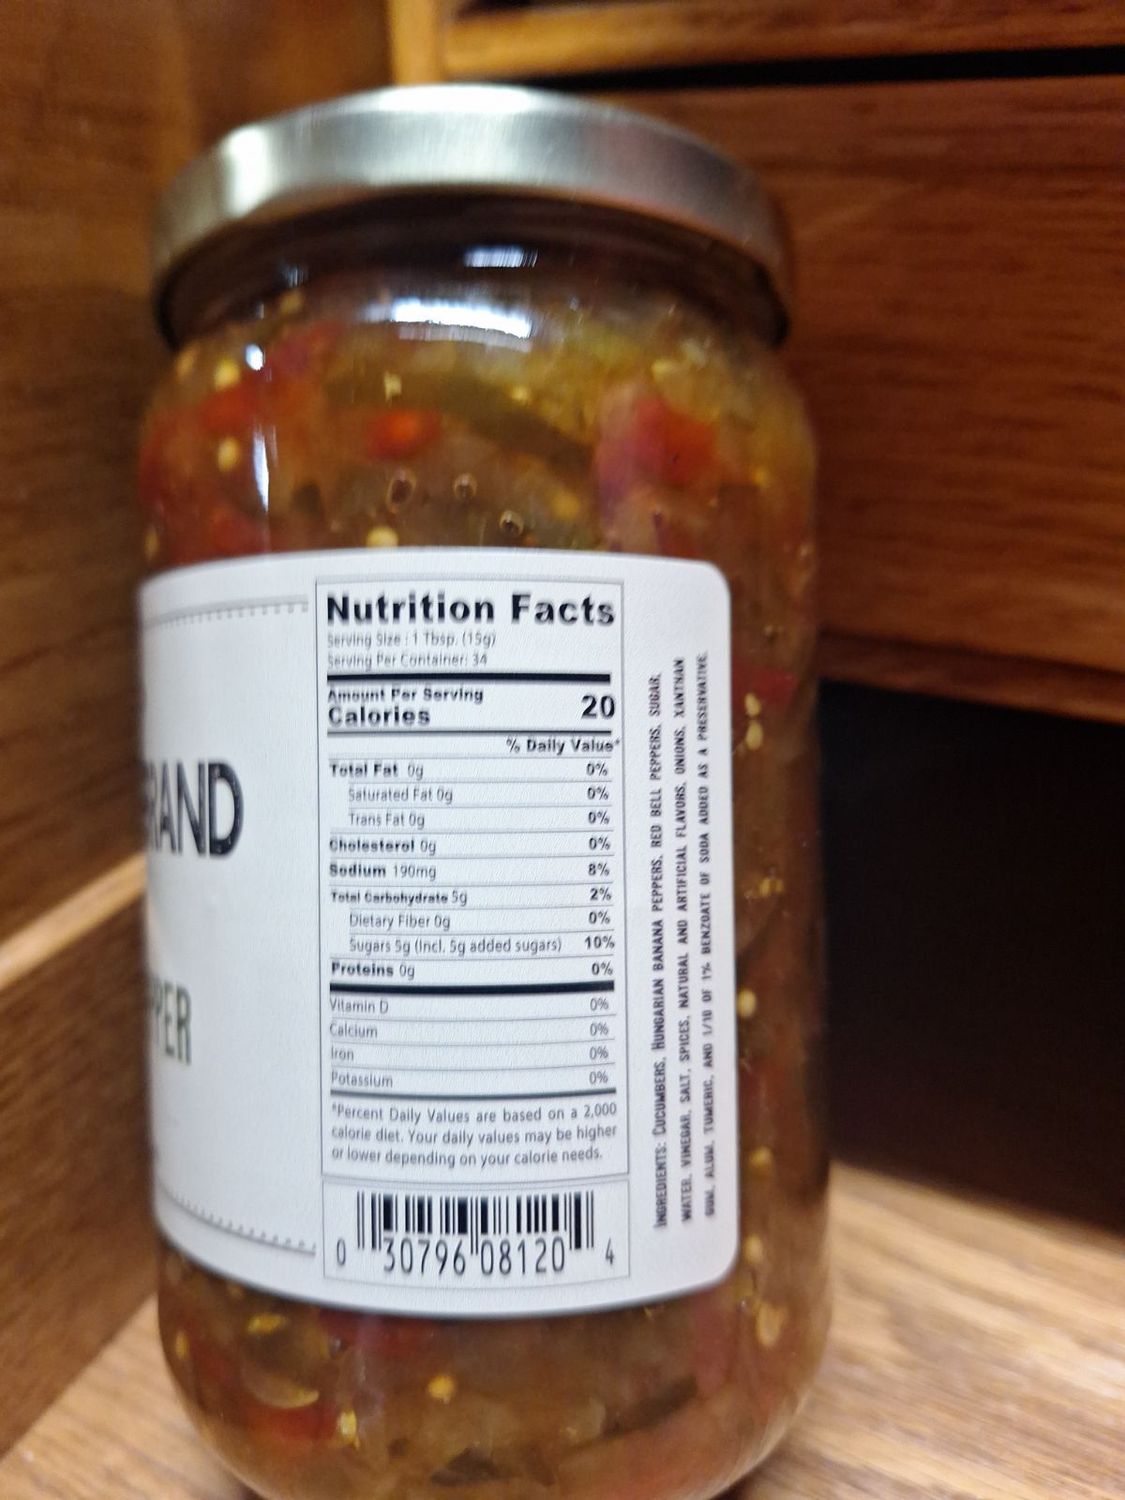 RAND
PER
Nutrition Facts
Serving Size : 1 Tbsp. (15g)
Serving Per Container: 34
Amount Per Serving
Calories 20
% Daily Value*
Total Fat 0g 0%
Saturated Fat 0g 0%
Trans Fat 0g 0%
Cholesterol 0g 0%
Sodium 190mg 8%
Total Carbohydrate 5g 2%
Dietary Fiber 0g 0%
Sugars 5g (Incl. 5g added sugars) 10%
Proteins 0g 0%
Vitamin D 0%
Calcium 0%
Iron 0%
Potassium 0%
*Percent Daily Values are based on a 2,000
calorie diet. Your daily values may be higher
or lower depending on your calorie needs.
0 30796 08120 4
INGREDIENTS: CUCUMBERS, HUNGARIAN BANANA PEPPERS, RED BELL PEPPERS, SUGAR,
WATER, VINEGAR, SALT, SPICES, NATURAL AND ARTIFICIAL FLAVORS, ONIONS, XANTHAN
GUM, ALUM, TUMERIC, AND 1/10 OF 1% BENZOATE OF SODA ADDED AS A PRESERVATIVE.